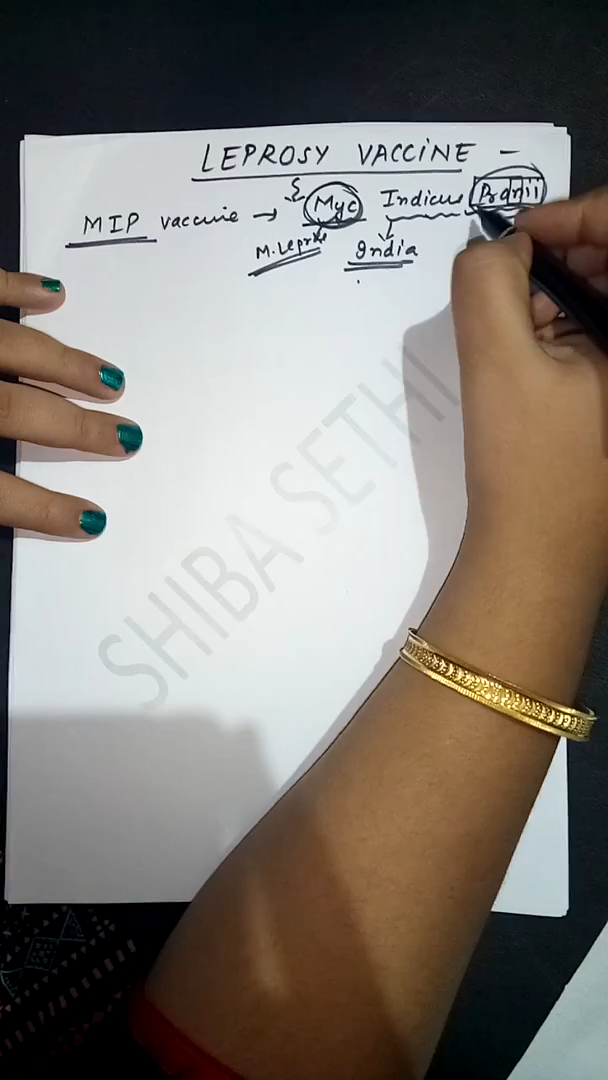 LEPROSY VACCINE -
MIP vaccine → Myc Indicus Pranii
M. Leprae India
SHIBA SETHI